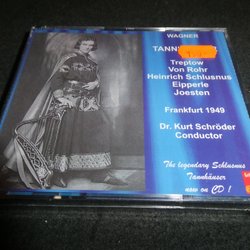 WAGNER
Treptow
Von Rohr
Heinrich Schlusnus
Eipperle
Joesten
Frankfurt 1949
Dr. Kurt Schröder
Conductor
The legendary Schlusnus
Tannhäuser
now on CD !